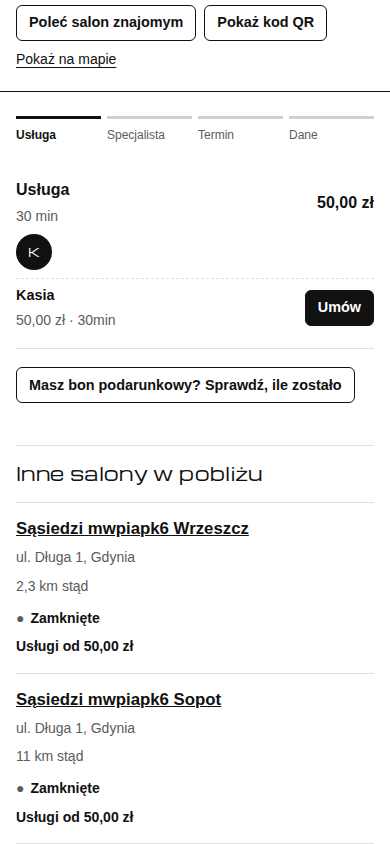 Poleć salon znajomym
Pokaż kod QR
Pokaż na mapie
Usługa
Specjalista
Termin
Dane
Usługa
50,00 zł
30 min
K
Kasia
50,00 zł · 30min
Umów
Masz bon podarunkowy? Sprawdź, ile zostało
Inne salony w pobliżu
Sąsiedzi mwpiapk6 Wrzeszcz
ul. Długa 1, Gdynia
2,3 km stąd
● Zamknięte
Usługi od 50,00 zł
Sąsiedzi mwpiapk6 Sopot
ul. Długa 1, Gdynia
11 km stąd
● Zamknięte
Usługi od 50,00 zł